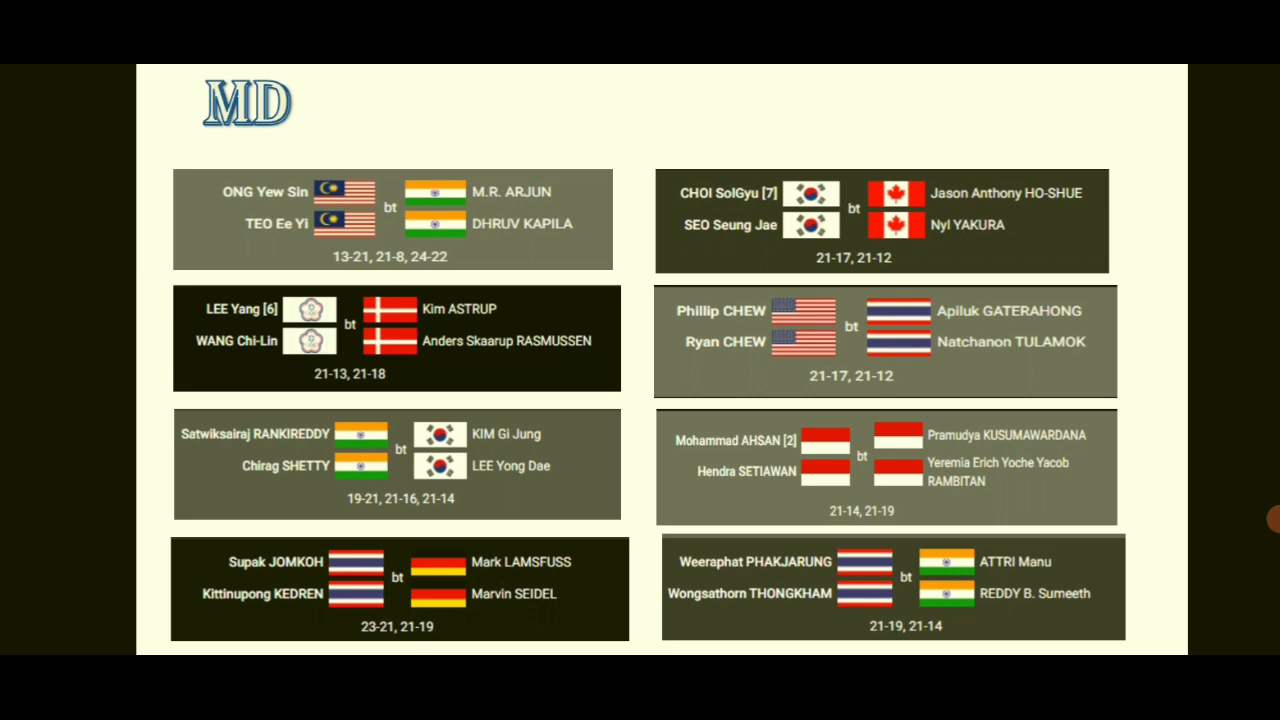 MD
ONG Yew Sin
TEO Ee Yi
bt
M.R. ARJUN
DHRUV KAPILA
13-21, 21-8, 24-22
CHOI SolGyu [7]
SEO Seung Jae
bt
Jason Anthony HO-SHUE
Nyl YAKURA
21-17, 21-12
LEE Yang [6]
WANG Chi-Lin
bt
Kim ASTRUP
Anders Skaarup RASMUSSEN
21-13, 21-18
Phillip CHEW
Ryan CHEW
bt
Apiluk GATERAHONG
Natchanon TULAMOK
21-17, 21-12
Satwiksairaj RANKIREDDY
Chirag SHETTY
bt
KIM Gi Jung
LEE Yong Dae
19-21, 21-16, 21-14
Mohammad AHSAN [2]
Hendra SETIAWAN
bt
Pramudya KUSUMAWARDANA
Yeremia Erich Yoche Yacob
RAMBITAN
21-14, 21-19
Supak JOMKOH
Kittinupong KEDREN
bt
Mark LAMSFUSS
Marvin SEIDEL
23-21, 21-19
Weeraphat PHAKJARUNG
Wongsathorn THONGKHAM
bt
ATTRI Manu
REDDY B. Sumeeth
21-19, 21-14